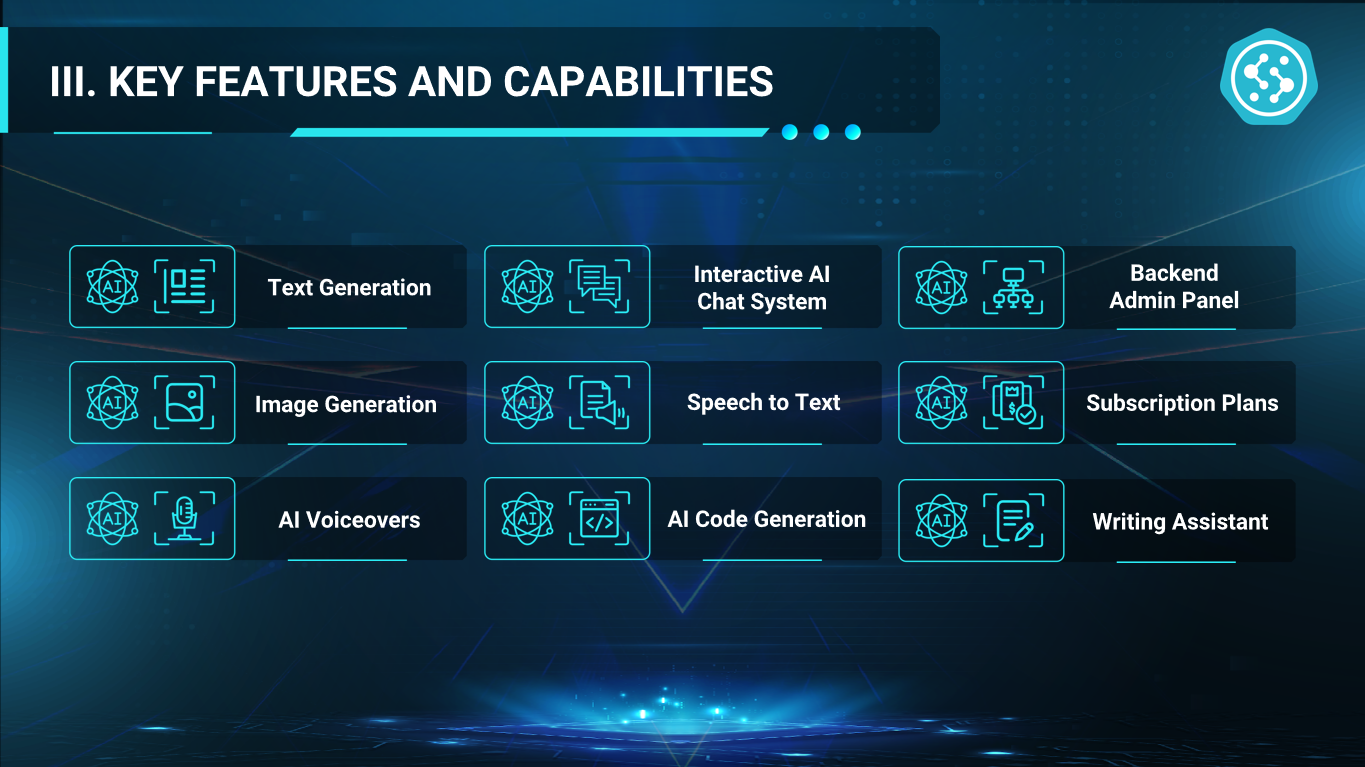 III. KEY FEATURES AND CAPABILITIES
AI
Text Generation
AI
Interactive AI
Chat System
AI
Backend
Admin Panel
AI
Image Generation
AI
Speech to Text
AI
$
Subscription Plans
AI
AI Voiceovers
AI
</>
AI Code Generation
AI
Writing Assistant